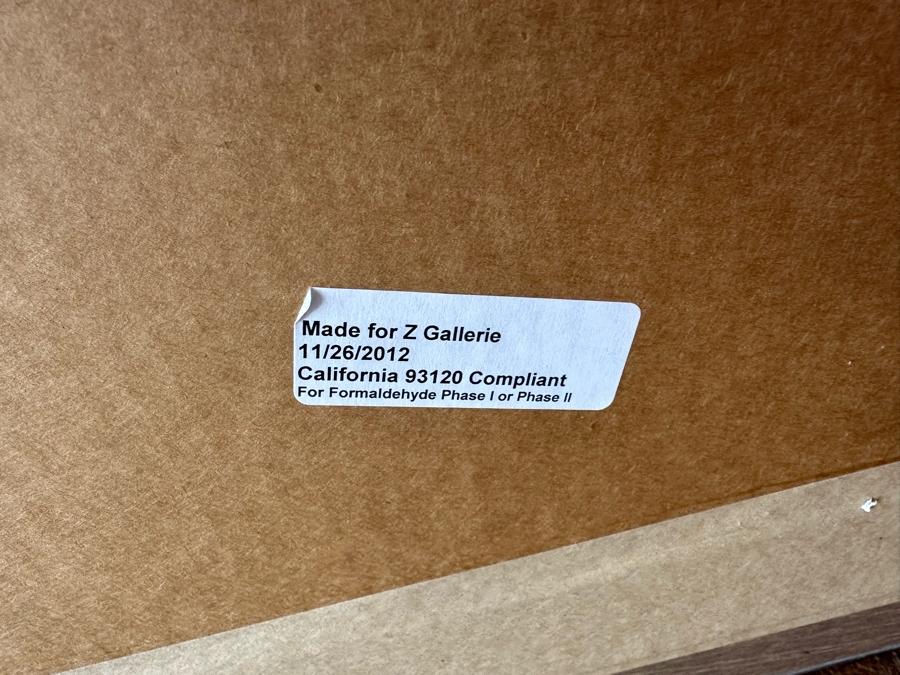 Made for Z Gallerie
11/26/2012
California 93120 Compliant
For Formaldehyde Phase I or Phase II